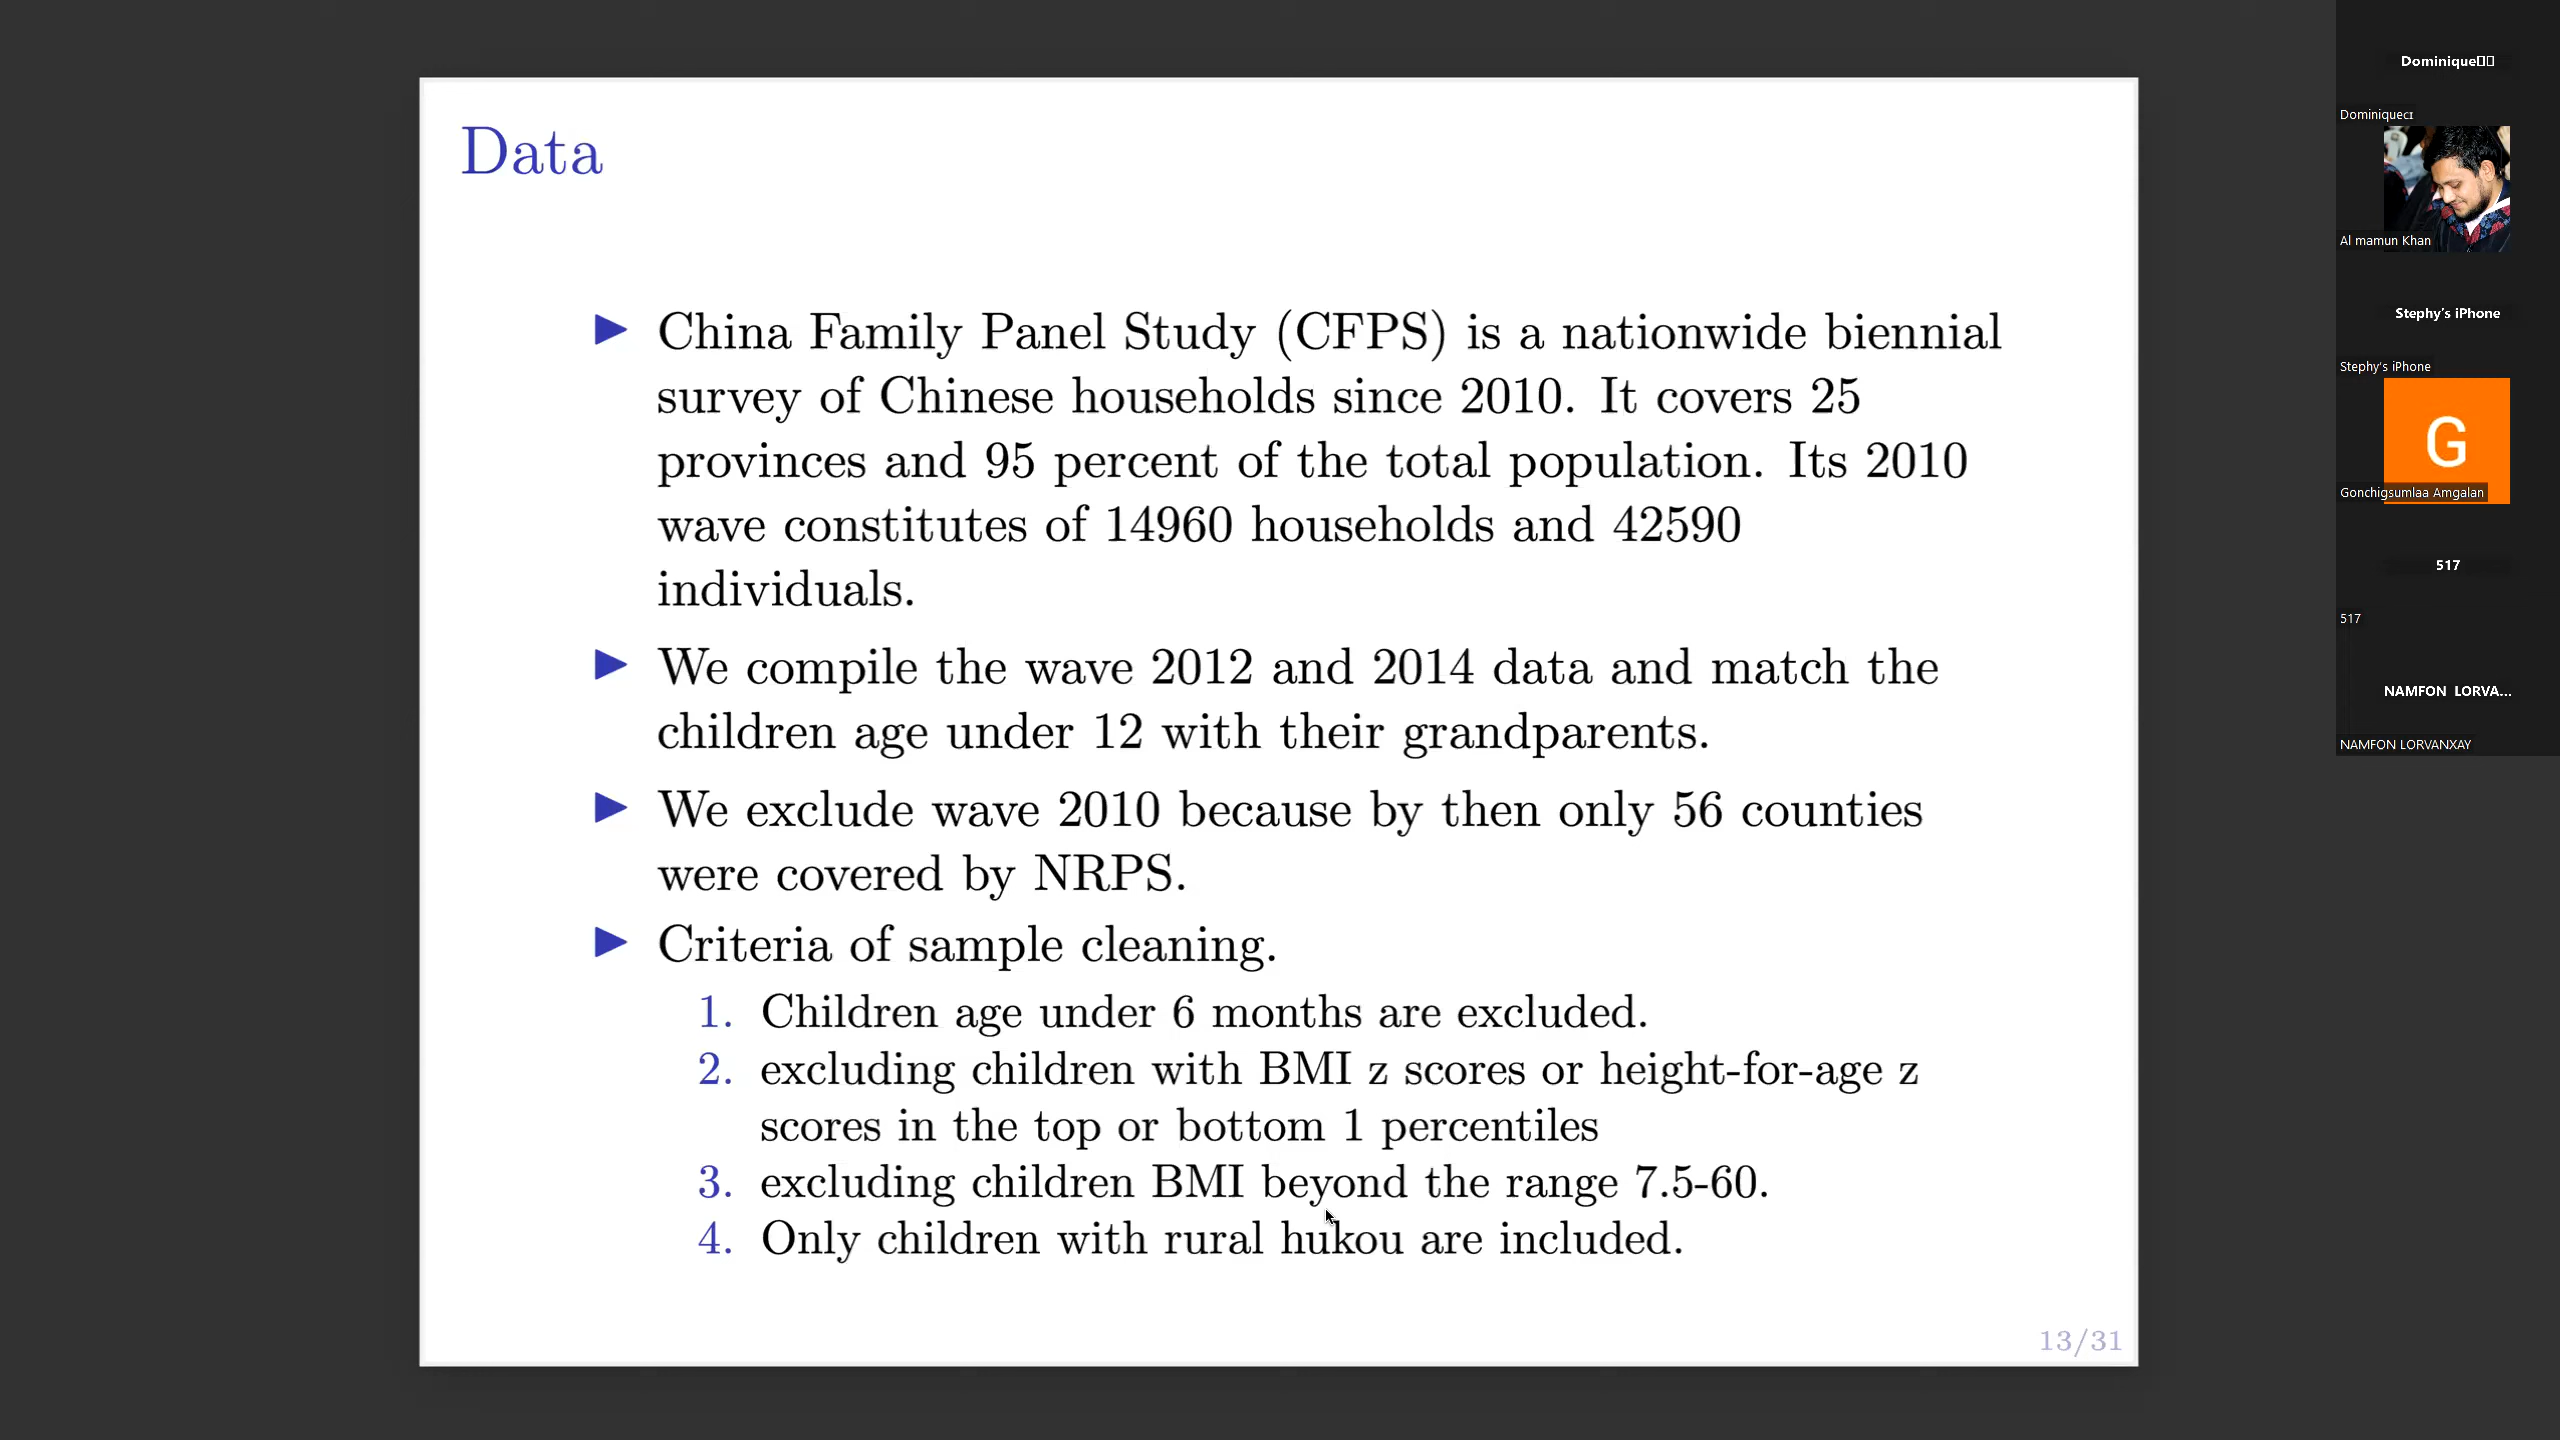 Data
▶ China Family Panel Study (CFPS) is a nationwide biennial
survey of Chinese households since 2010. It covers 25
provinces and 95 percent of the total population. Its 2010
wave constitutes of 14960 households and 42590
individuals.
▶ We compile the wave 2012 and 2014 data and match the
children age under 12 with their grandparents.
▶ We exclude wave 2010 because by then only 56 counties
were covered by NRPS.
▶ Criteria of sample cleaning.
1. Children age under 6 months are excluded.
2. excluding children with BMI z scores or height-for-age z
scores in the top or bottom 1 percentiles
3. excluding children BMI beyond the range 7.5-60.
4. Only children with rural hukou are included.
13/31
Dominique
Dominique
Al mamun Khan
Stephy's iPhone
Stephy's iPhone
G
Gonchigsumlaa Amgalan
517
517
NAMFON LORVA...
NAMFON LORVANXAY